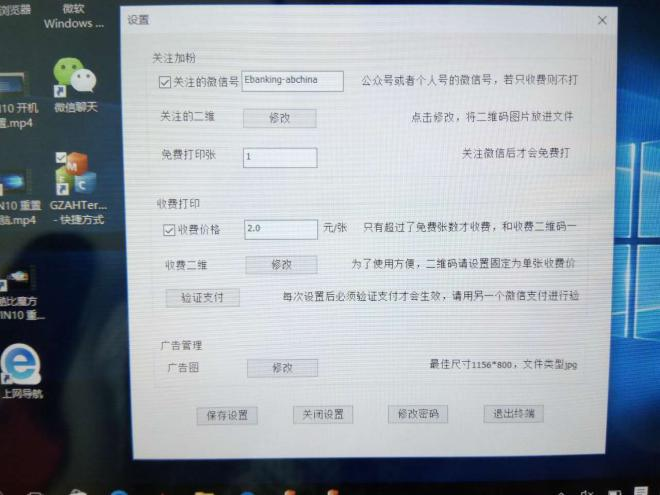 浏览器
微软
Windows ...
微信聊天
N10 开机
置.mp4
GZAHTer...
- 快捷方式
IN10 重置
脑.mp4
酷比魔方
IN10 重...
上网导航
设置
关注加粉
关注的微信号
Ebanking-abchina
公众号或者个人号的微信号，若只收费则不打
关注的二维
修改
点击修改，将二维码图片放进文件
免费打印张
1
关注微信后才会免费打
收费打印
收费价格
2.0
元/张
只有超过了免费张数才收费，和收费二维码一
收费二维
修改
为了使用方便，二维码请设置固定为单张收费价
验证支付
每次设置后必须验证支付才会生效，请用另一个微信支付进行验
广告管理
广告图
修改
最佳尺寸1156*800，文件类型jpg
保存设置
关闭设置
修改密码
退出终端